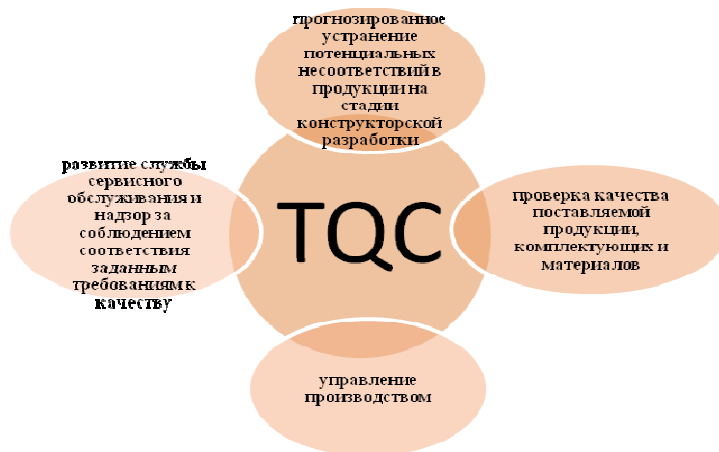 прогнозированное
устранение
потенциальных
несоответствий в
продукции на
стадии
конструкторской
разработки
развитие службы
сервисного
обслуживания и
надзор за
соблюдением
соответствия
заданным
требованиям к
качеству
TQC
проверка качества
поставляемой
продукции,
комплектующих и
материалов
управление
производством